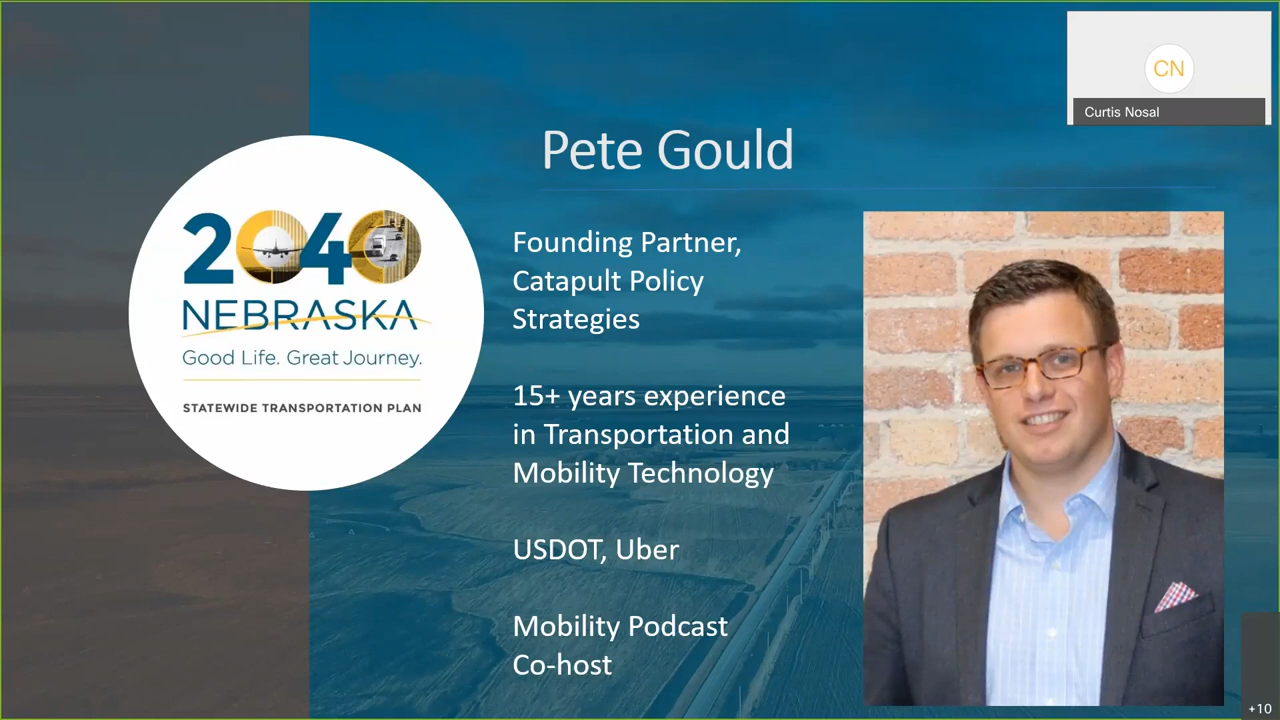 CN
Curtis Nosal
Pete Gould
2040
NEBRASKA
Good Life. Great Journey.
STATEWIDE TRANSPORTATION PLAN
Founding Partner,
Catapult Policy
Strategies
15+ years experience
in Transportation and
Mobility Technology
USDOT, Uber
Mobility Podcast
Co-host
+10